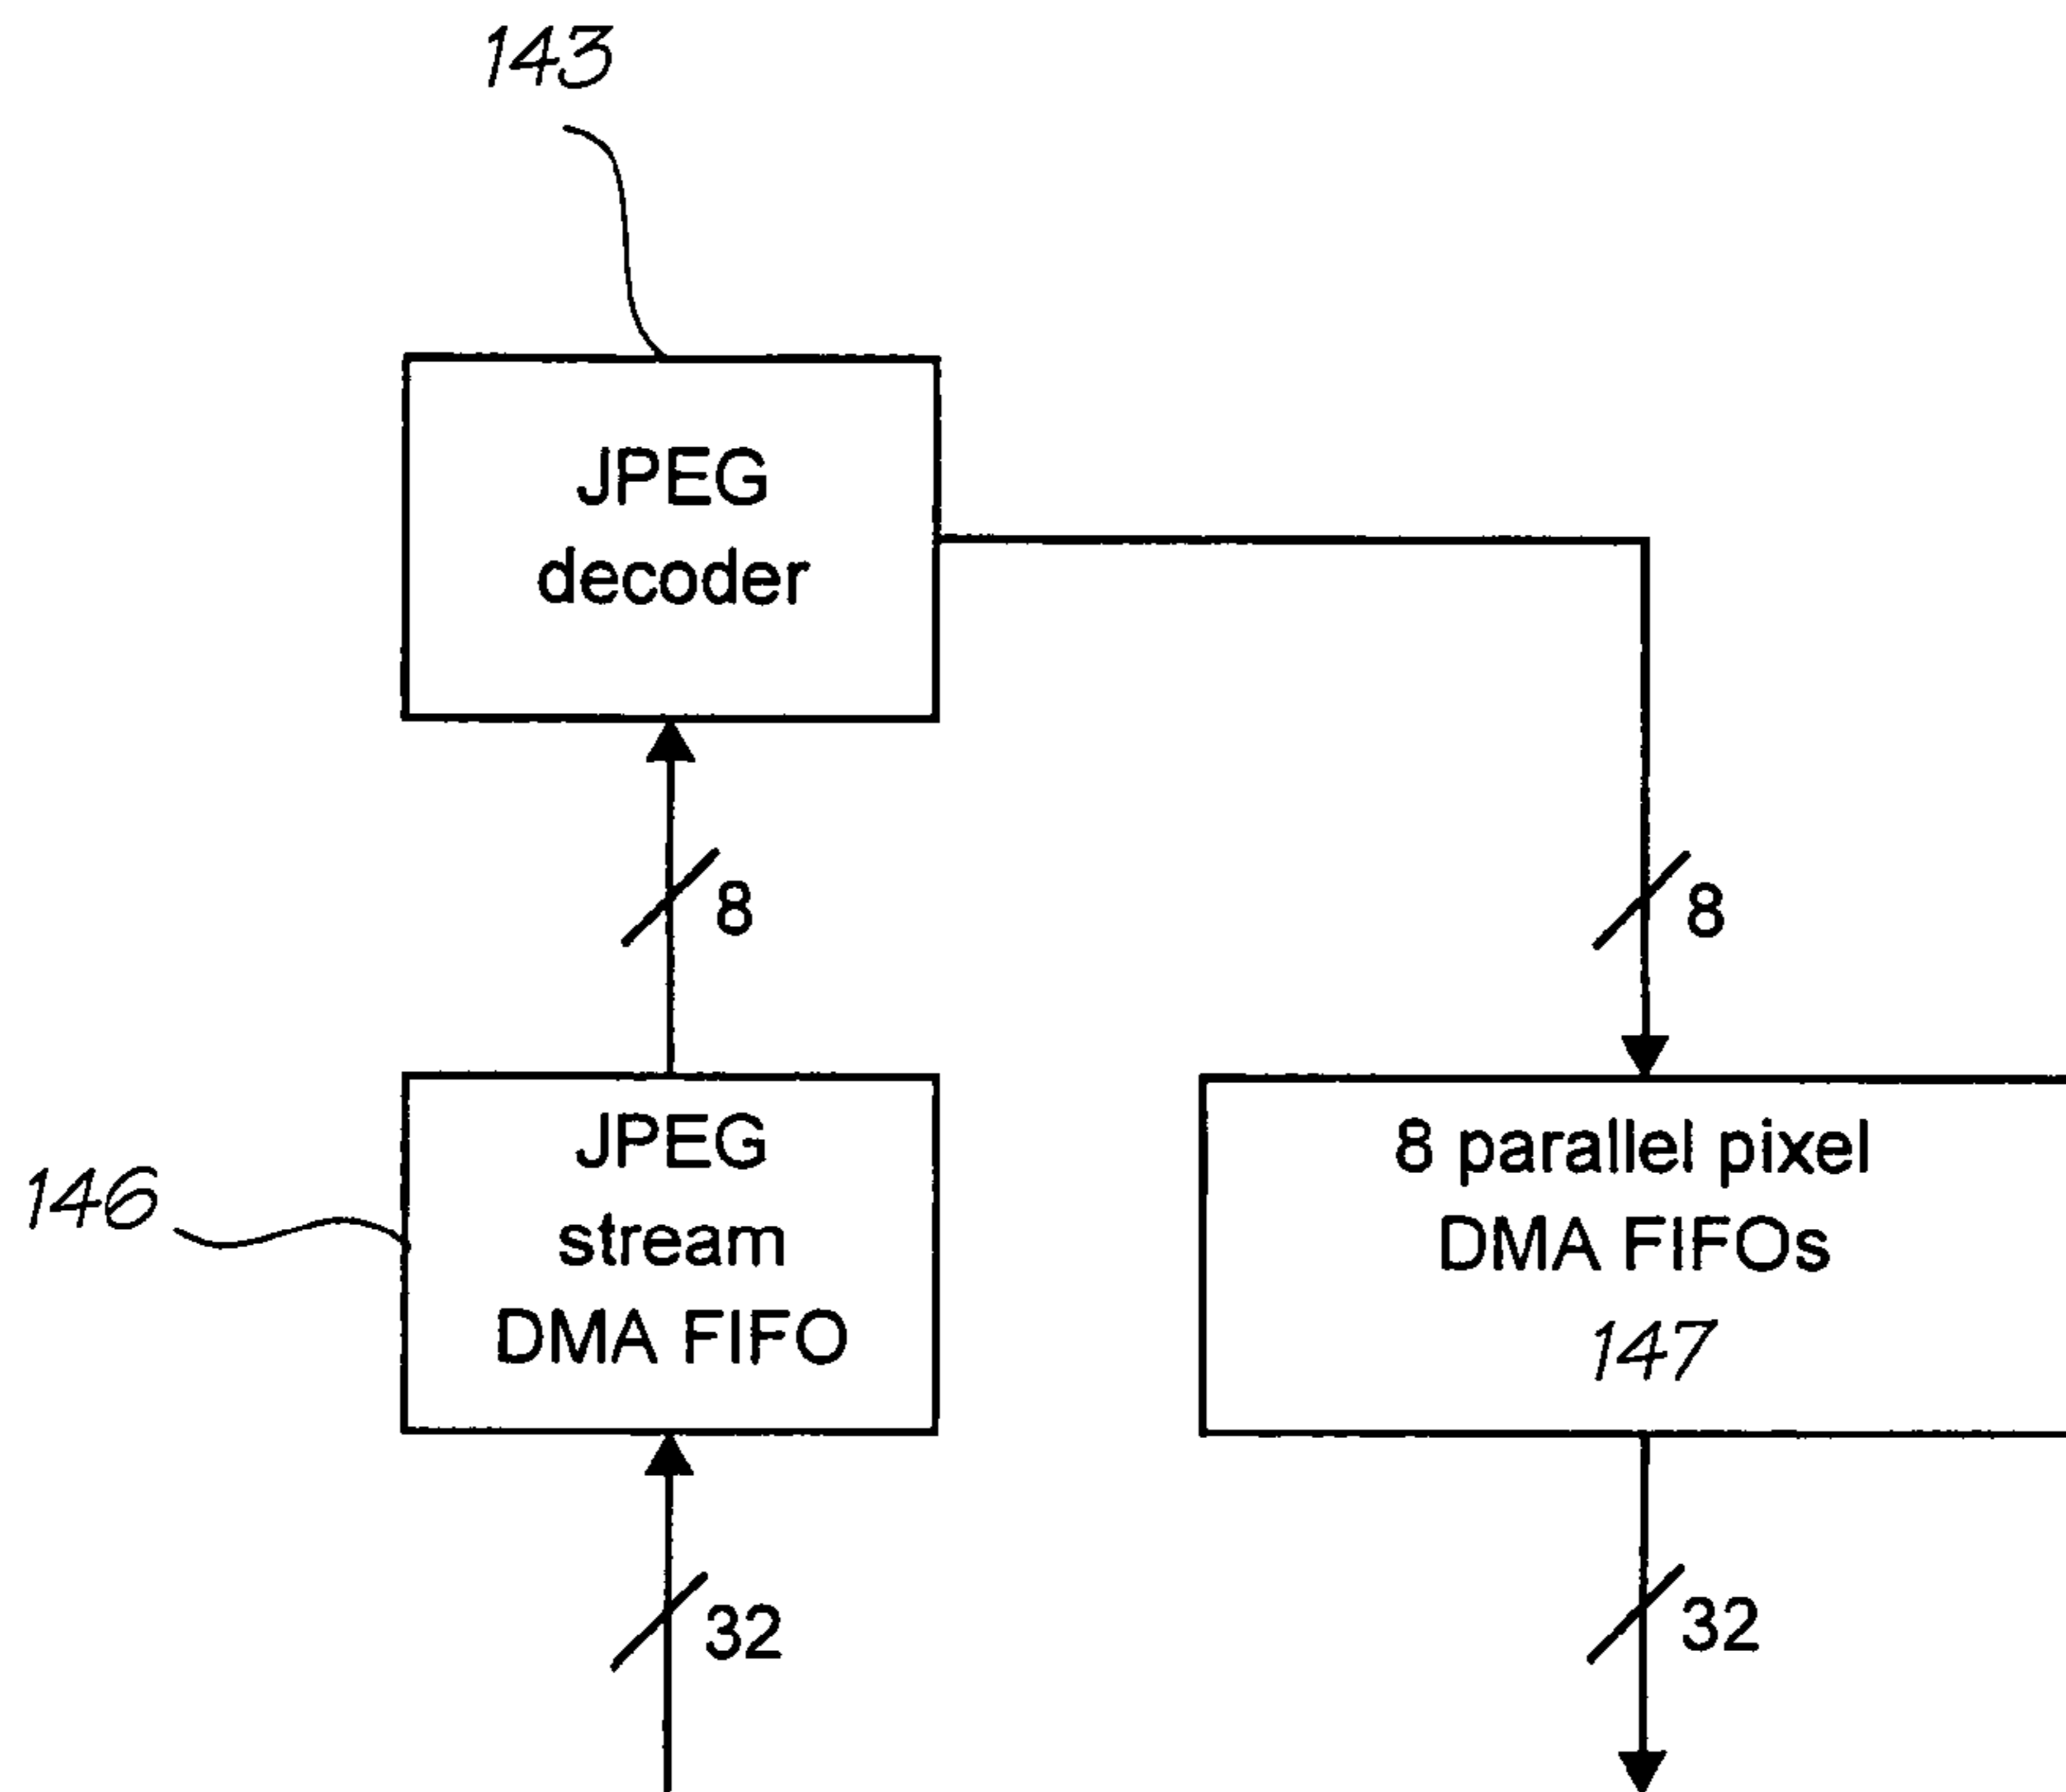 143
JPEG
decoder
8
8
JPEG
stream
DMA FIFO
146
8 parallel pixel
DMA FIFOs
147
32
32